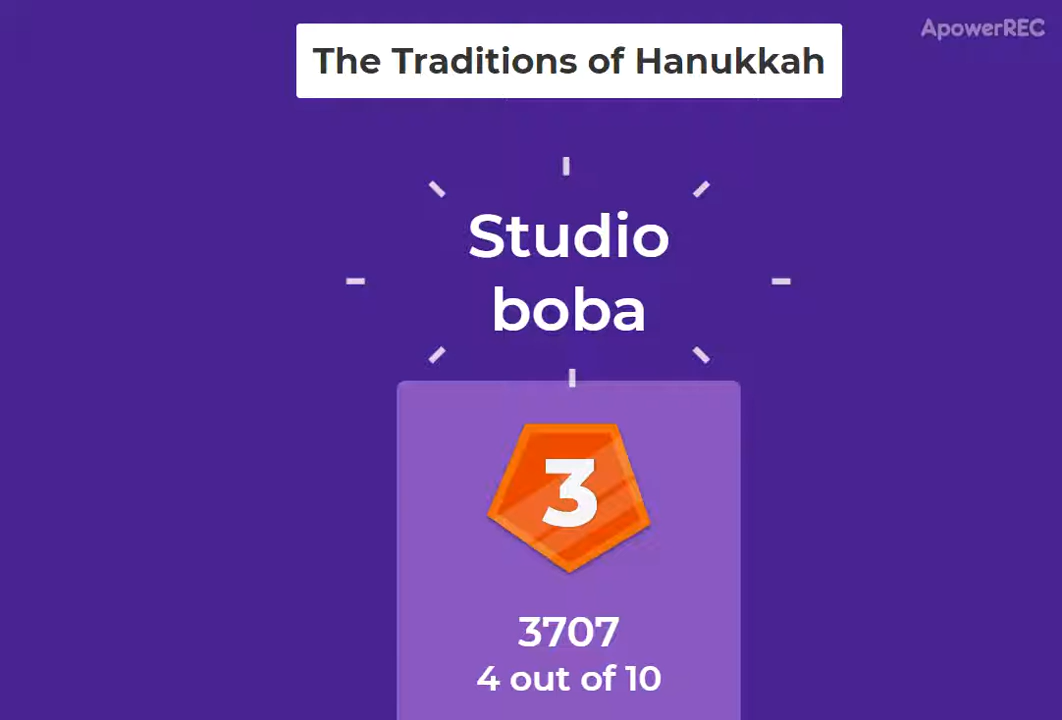 ApowerREC
The Traditions of Hanukkah
Studio
boba
3
3707
4 out of 10